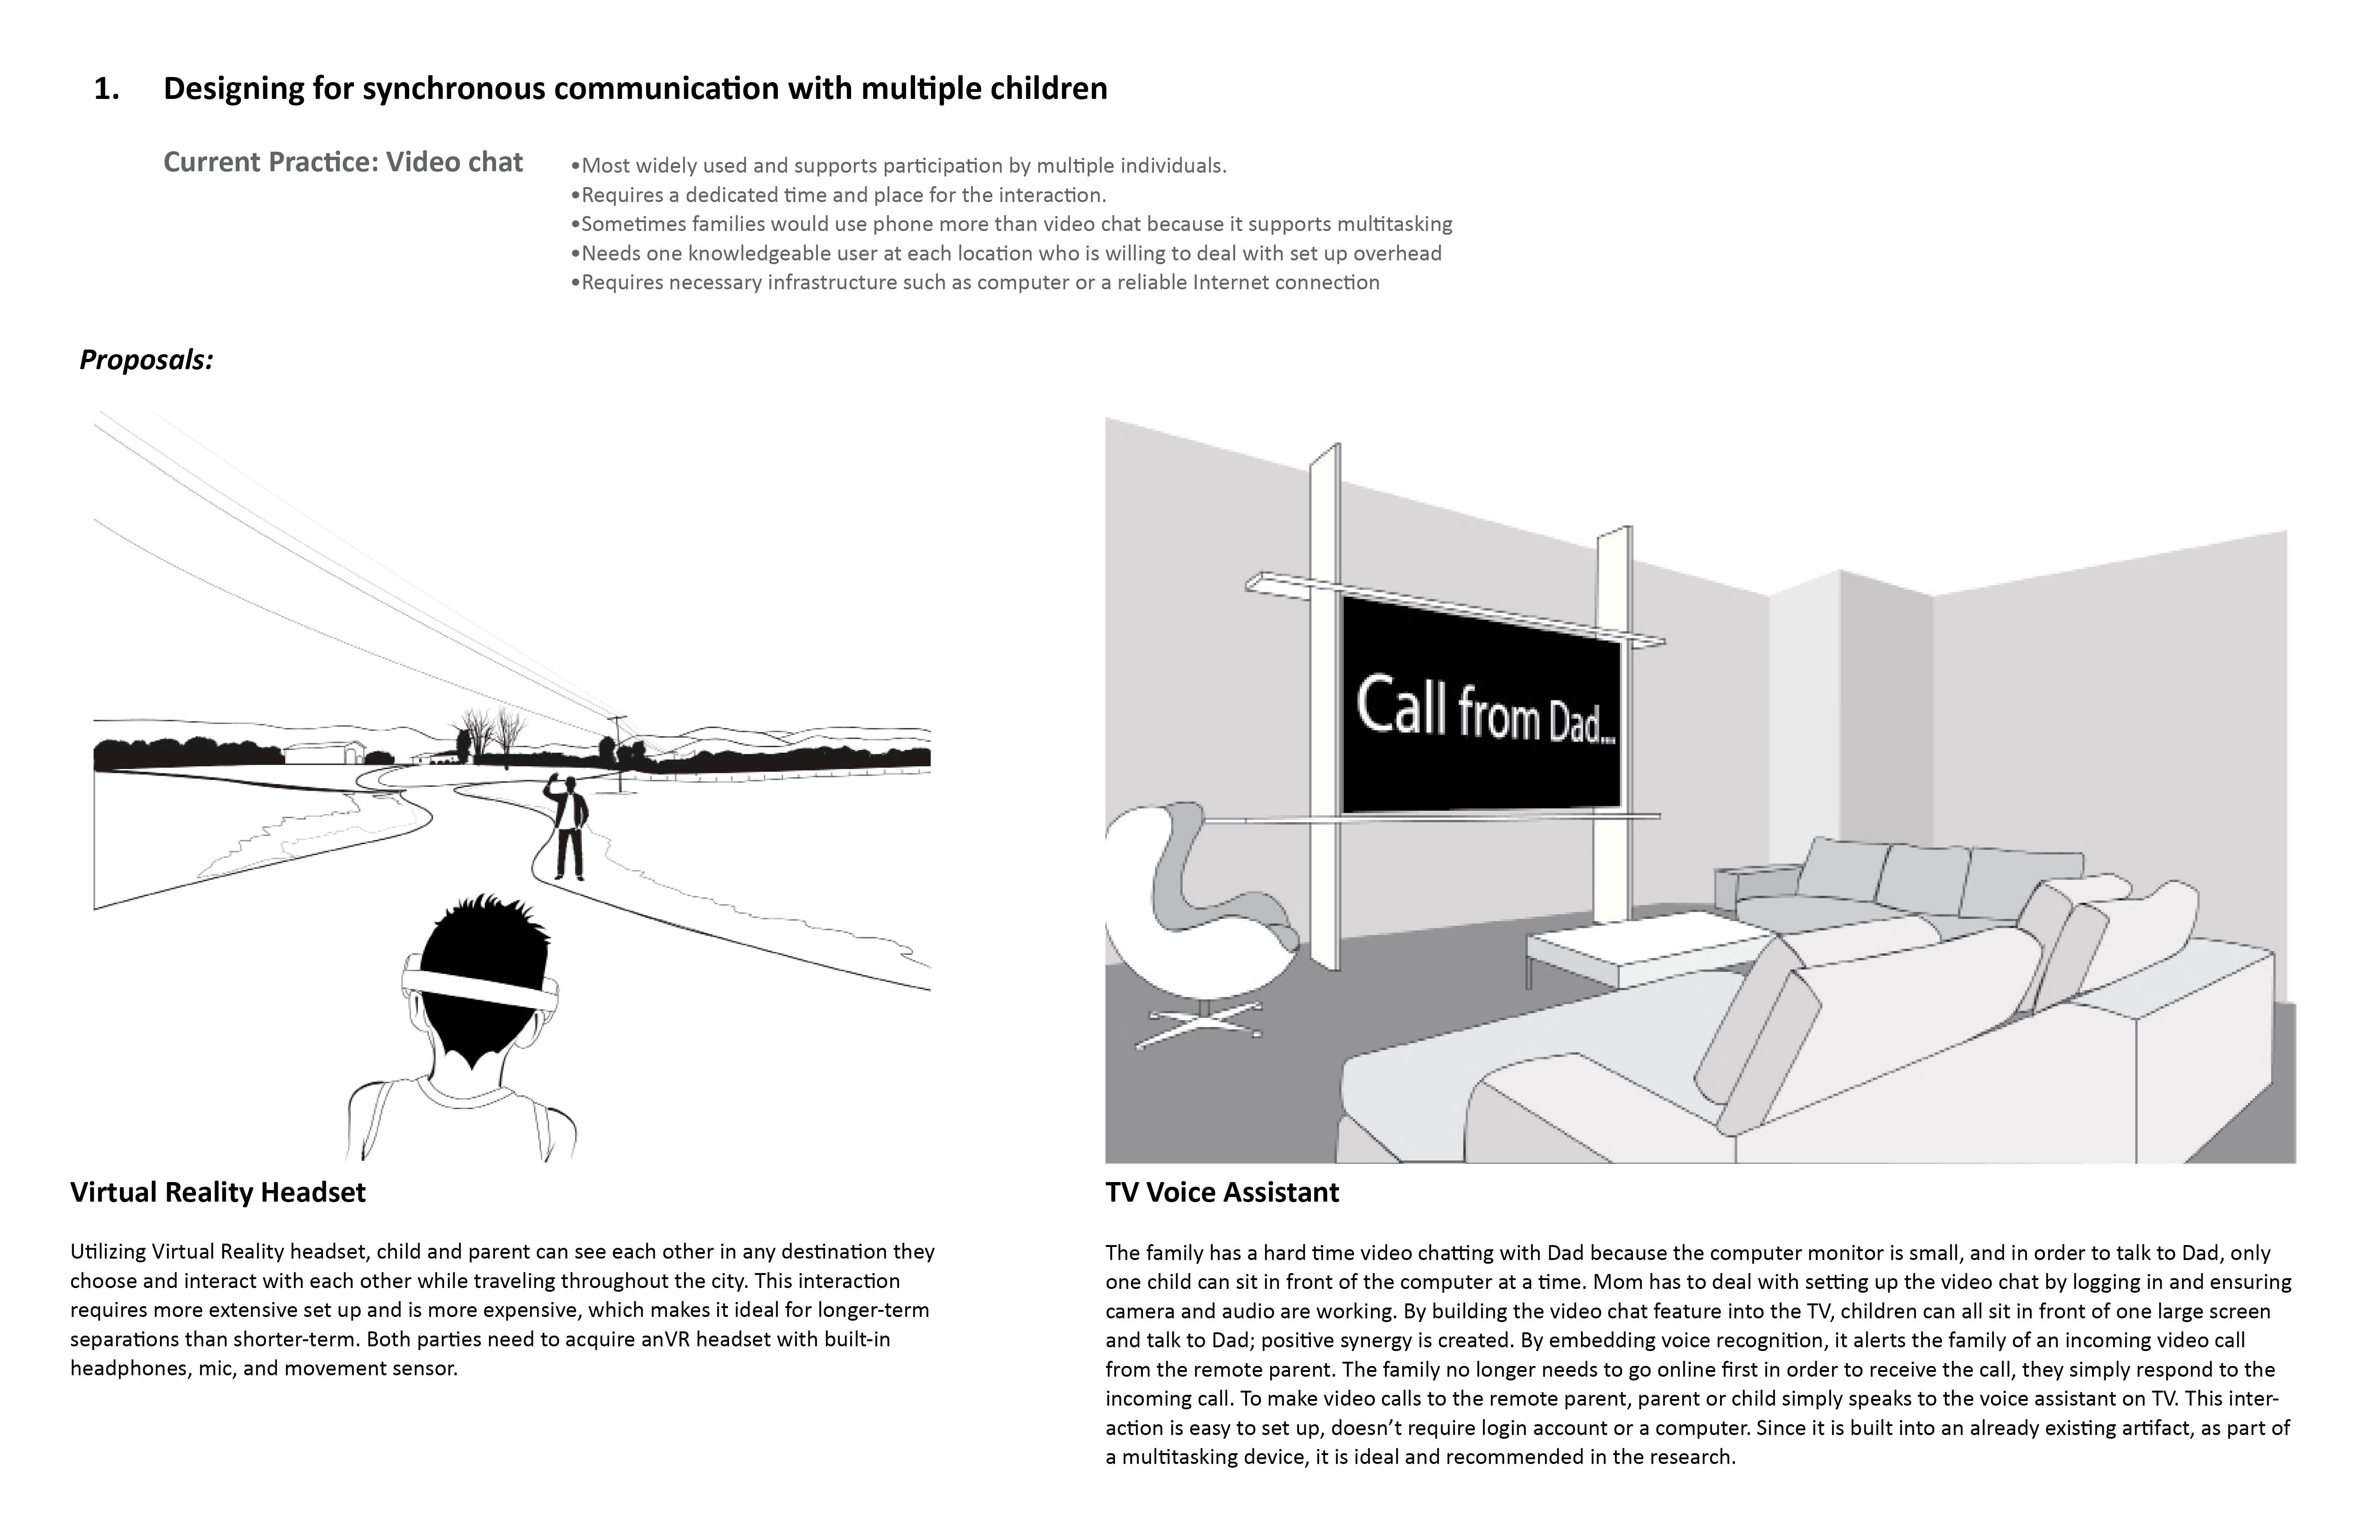 1. Designing for synchronous communication with multiple children
Current Practice: Video chat
•Most widely used and supports participation by multiple individuals.
•Requires a dedicated time and place for the interaction.
•Sometimes families would use phone more than video chat because it supports multitasking
•Needs one knowledgeable user at each location who is willing to deal with set up overhead
•Requires necessary infrastructure such as computer or a reliable Internet connection
Proposals:
Call from Dad...
Virtual Reality Headset
Utilizing Virtual Reality headset, child and parent can see each other in any destination they
choose and interact with each other while traveling throughout the city. This interaction
requires more extensive set up and is more expensive, which makes it ideal for longer-term
separations than shorter-term. Both parties need to acquire anVR headset with built-in
headphones, mic, and movement sensor.
TV Voice Assistant
The family has a hard time video chatting with Dad because the computer monitor is small, and in order to talk to Dad, only
one child can sit in front of the computer at a time. Mom has to deal with setting up the video chat by logging in and ensuring
camera and audio are working. By building the video chat feature into the TV, children can all sit in front of one large screen
and talk to Dad; positive synergy is created. By embedding voice recognition, it alerts the family of an incoming video call
from the remote parent. The family no longer needs to go online first in order to receive the call, they simply respond to the
incoming call. To make video calls to the remote parent, parent or child simply speaks to the voice assistant on TV. This inter-
action is easy to set up, doesn’t require login account or a computer. Since it is built into an already existing artifact, as part of
a multitasking device, it is ideal and recommended in the research.